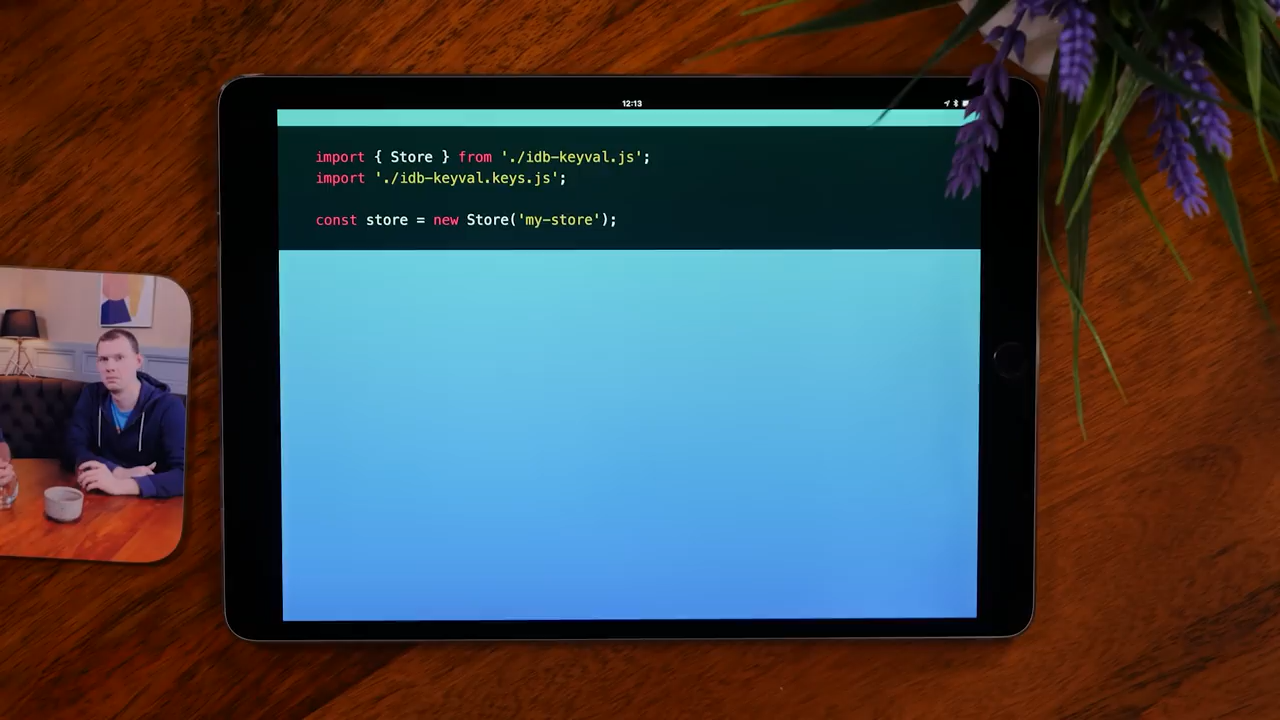 12:13
import { Store } from './idb-keyval.js';
import './idb-keyval.keys.js';
const store = new Store('my-store');